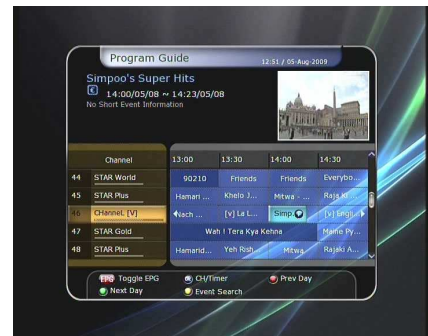 Program Guide
12:51 / 05-Aug-2009
Simpoo's Super Hits
€ 14:00/05/08 ~ 14:23/05/08
No Short Event Information
Channel 13:00 13:30 14:00 14:30
44 STAR World 90210 Friends Friends Everybo...
45 STAR Plus Hamari ... Khelo J... Mitwa - ... Raja Ki ...
46 CHanneL [V] Nach ... [v] La L... Simp. [v] Engli...
47 STAR Gold Wah ! Tera Kya Kehna Maine Py...
48 STAR Plus Hamarid... Yeh Rish... Mitwa Rajaki A...
EPG Toggle EPG CH/Timer Prev Day
Next Day Event Search